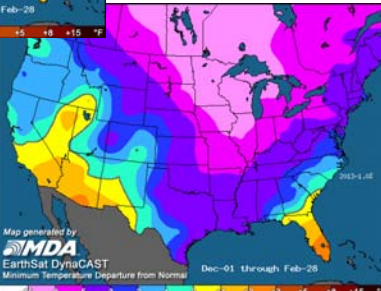 Feb-28
+5 +8 +15 °F
Map generated by
MDA
EarthSat DynaCAST
Minimum Temperature Departure from Normal
Dec-01 through Feb-28